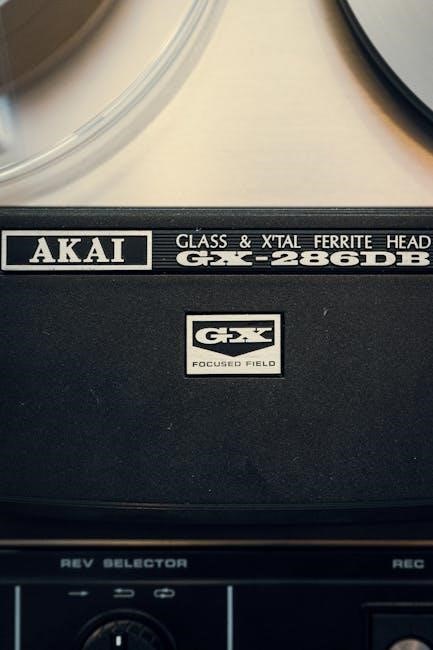 AKAI
GLASS & X'TAL FERRITE HEAD
GX-286DB
GX
FOCUSED FIELD
REV SELECTOR
REC